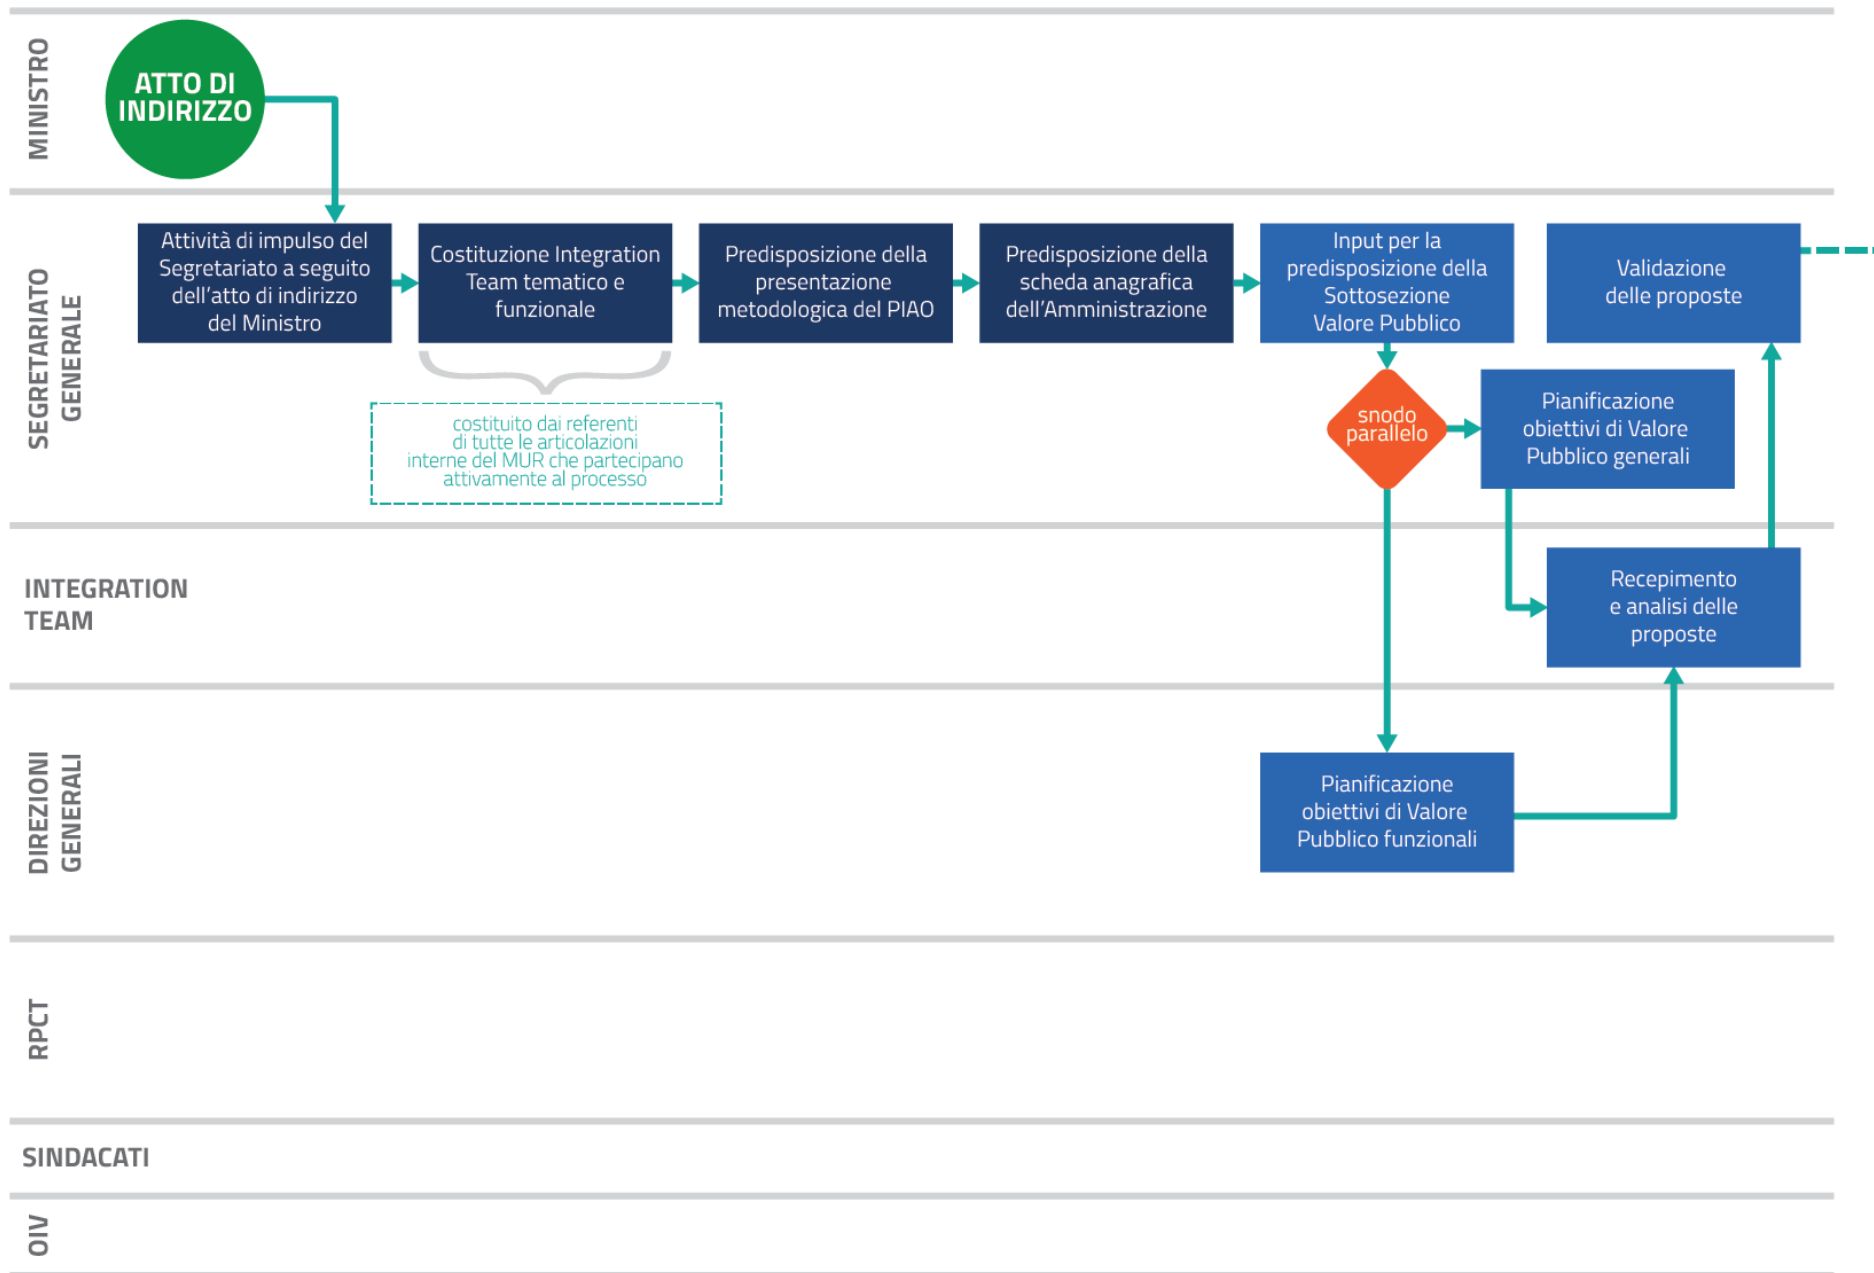 MINISTRO
ATTO DI
INDIRIZZO
SEGRETARIATO
GENERALE
Attività di impulso del
Segretariato a seguito
dell'atto di indirizzo
del Ministro
Costituzione Integration
Team tematico e
funzionale
Predisposizione della
presentazione
metodologica del PIAO
Predisposizione della
scheda anagrafica
dell'Amministrazione
Input per la
predisposizione della
Sottosezione
Valore Pubblico
Validazione
delle proposte
costituito dai referenti
di tutte le articolazioni
interne del MUR che partecipano
attivamente al processo
snodo
parallelo
Pianificazione
obiettivi di Valore
Pubblico generali
INTEGRATION
TEAM
Recepimento
e analisi delle
proposte
DIREZIONI
GENERALI
Pianificazione
obiettivi di Valore
Pubblico funzionali
RPCT
SINDACATI
OIV